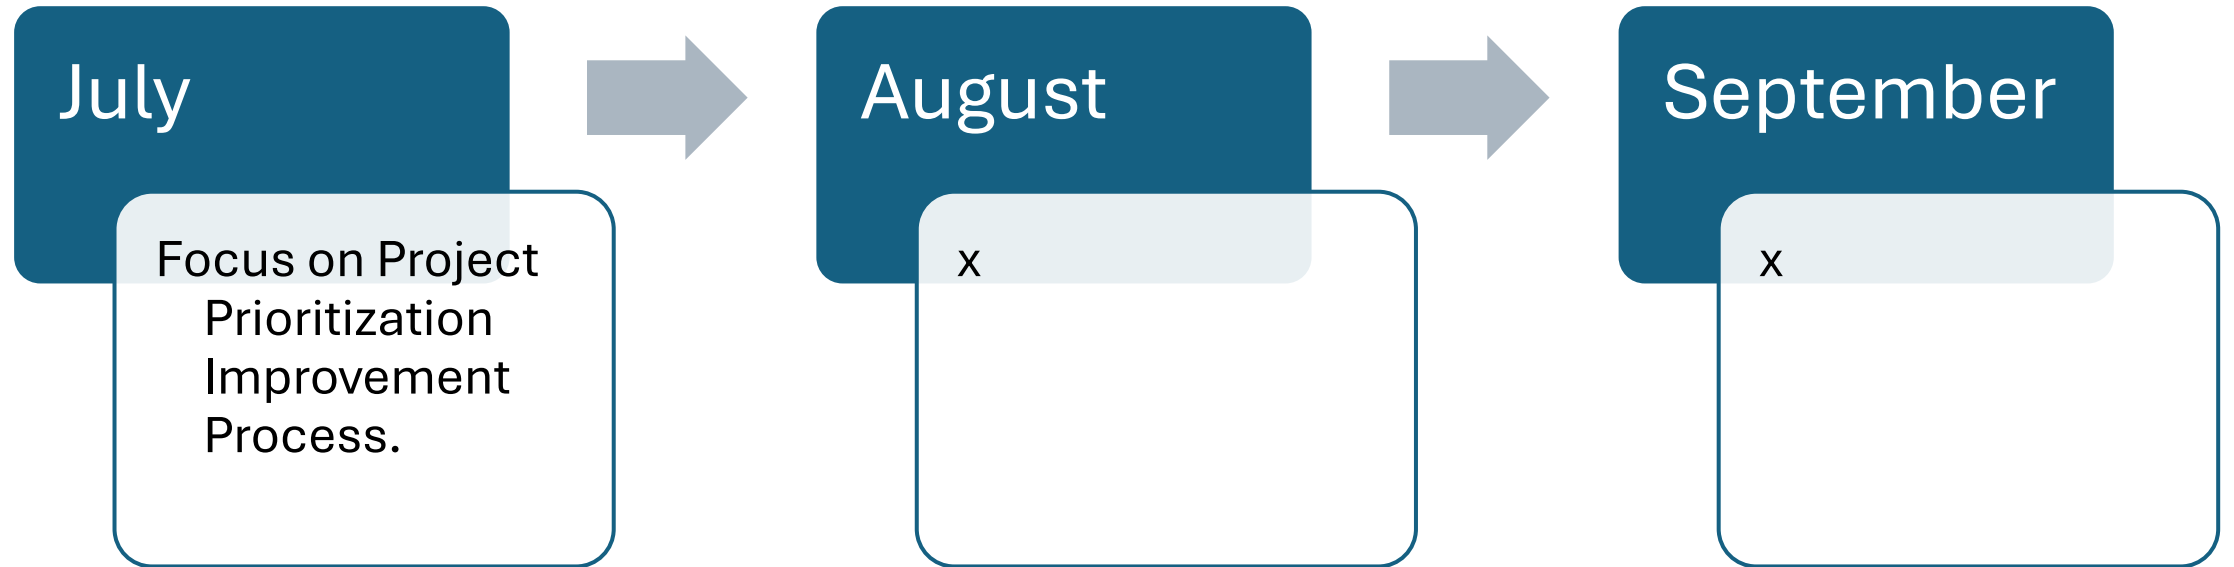 July
Focus on Project
Prioritization
Improvement
Process.
August
x
September
x